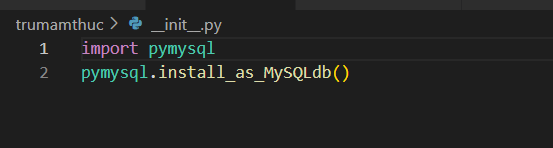 trumamthuc > __init__.py
1 import pymysql
2 pymysql.install_as_MySQLdb()